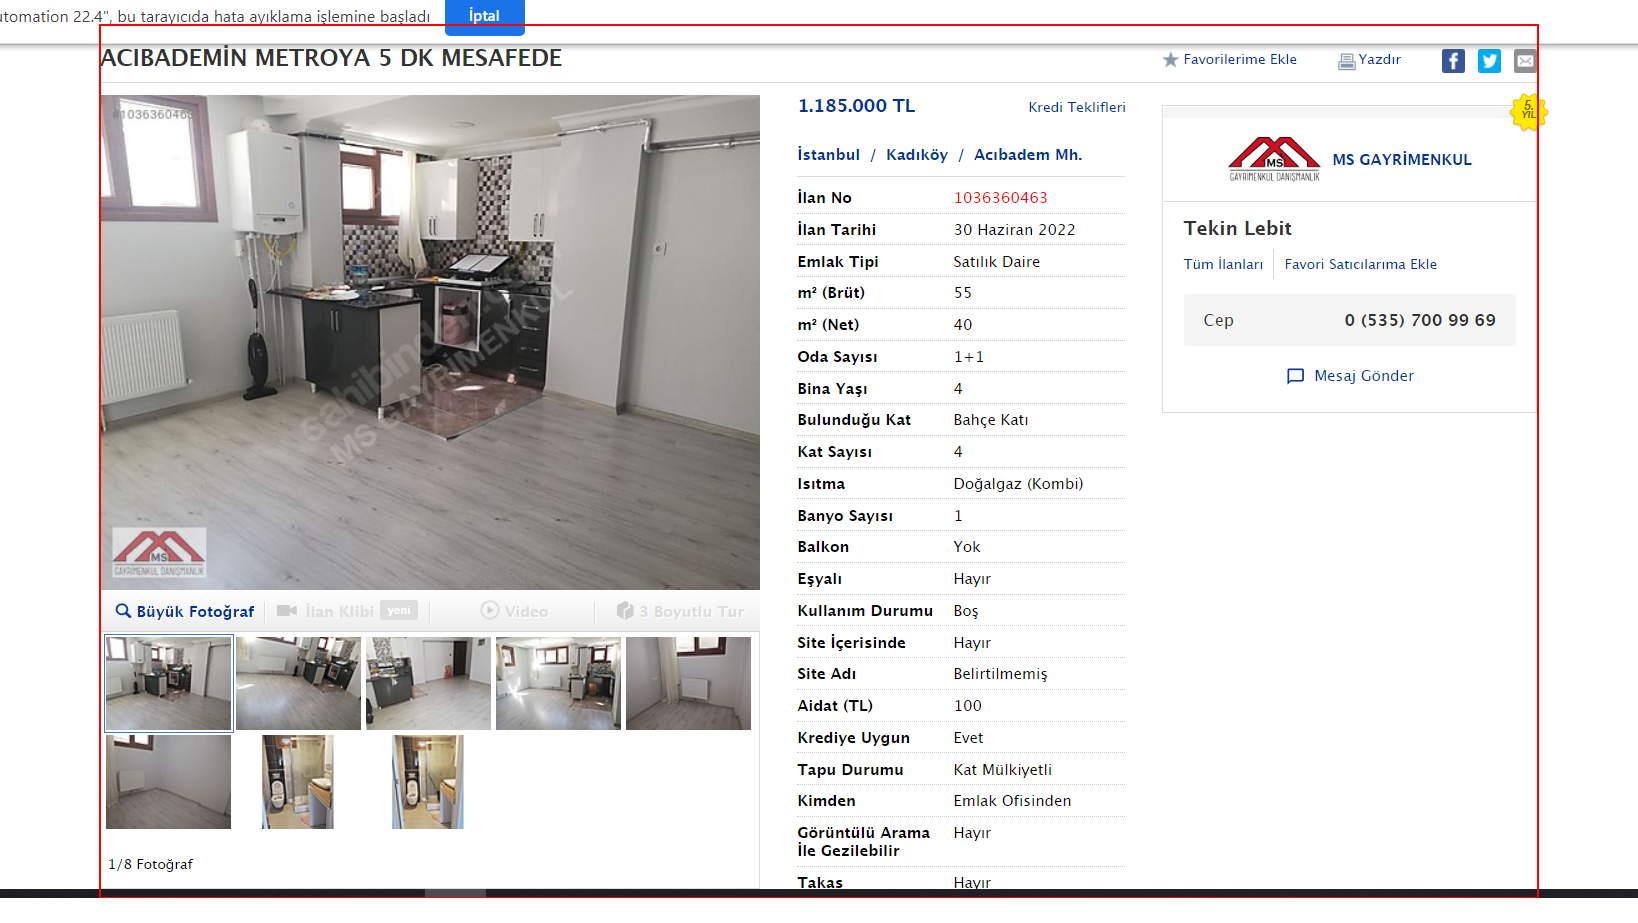 utomation 22.4", bu tarayıcıda hata ayıklama işlemine başladı İptal
ACIBADEMİN METROYA 5 DK MESAFEDE
Favorilerime Ekle
Yazdır
#1036360463
sahibinden.com
MS GAYRİMENKUL
MS
GAYRİMENKUL DANIŞMANLIK
Büyük Fotoğraf
İlan Klibi yeni
Video
3 Boyutlu Tur
1/8 Fotoğraf
1.185.000 TL Kredi Teklifleri
İstanbul / Kadıköy / Acıbadem Mh.
İlan No 1036360463
İlan Tarihi 30 Haziran 2022
Emlak Tipi Satılık Daire
m² (Brüt) 55
m² (Net) 40
Oda Sayısı 1+1
Bina Yaşı 4
Bulunduğu Kat Bahçe Katı
Kat Sayısı 4
Isıtma Doğalgaz (Kombi)
Banyo Sayısı 1
Balkon Yok
Eşyalı Hayır
Kullanım Durumu Boş
Site İçerisinde Hayır
Site Adı Belirtilmemiş
Aidat (TL) 100
Krediye Uygun Evet
Tapu Durumu Kat Mülkiyetli
Kimden Emlak Ofisinden
Görüntülü Arama Hayır
İle Gezilebilir
Takas Hayır
5.
YIL
MS
GAYRİMENKUL DANIŞMANLIK
MS GAYRİMENKUL
Tekin Lebit
Tüm İlanları Favori Satıcılarıma Ekle
Cep 0 (535) 700 99 69
Mesaj Gönder